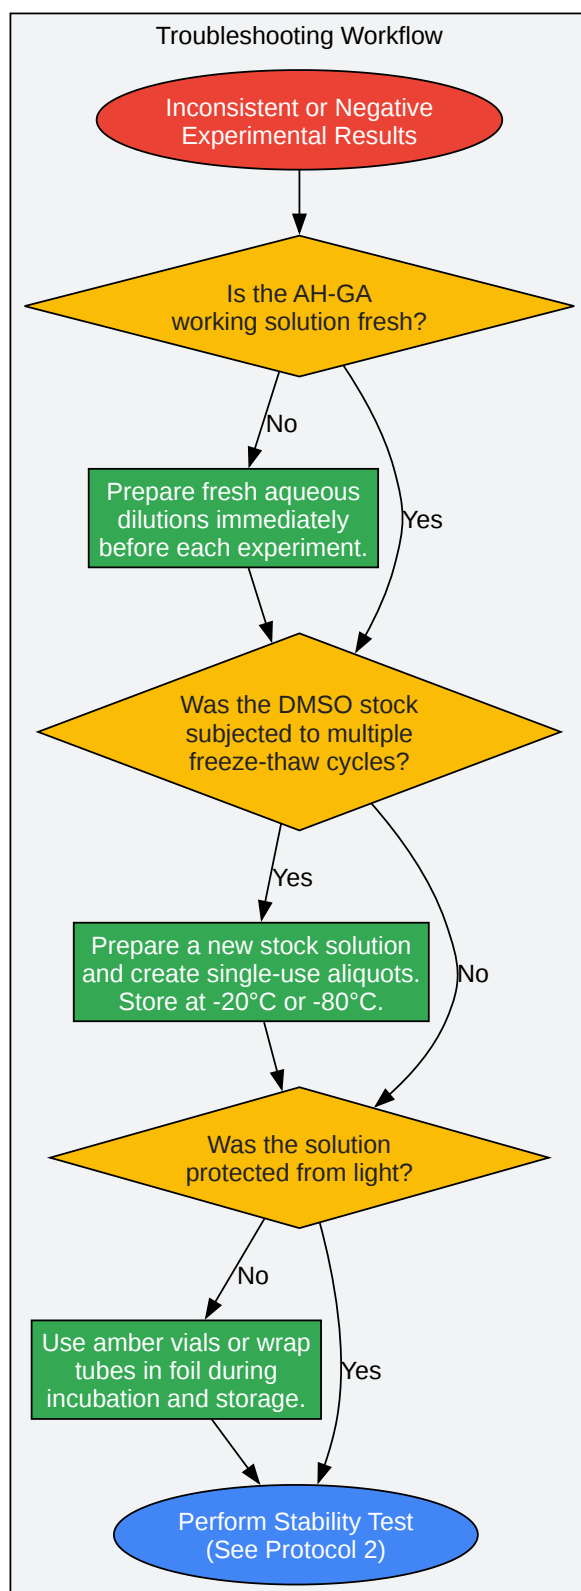 Troubleshooting Workflow
Inconsistent or Negative
Experimental Results
Is the AH-GA
working solution fresh?
No
Prepare fresh aqueous
dilutions immediately
before each experiment.
Yes
Was the DMSO stock
subjected to multiple
freeze-thaw cycles?
Yes
Prepare a new stock solution
and create single-use aliquots.
Store at -20°C or -80°C.
No
Was the solution
protected from light?
No
Use amber vials or wrap
tubes in foil during
incubation and storage.
Yes
Perform Stability Test
(See Protocol 2)